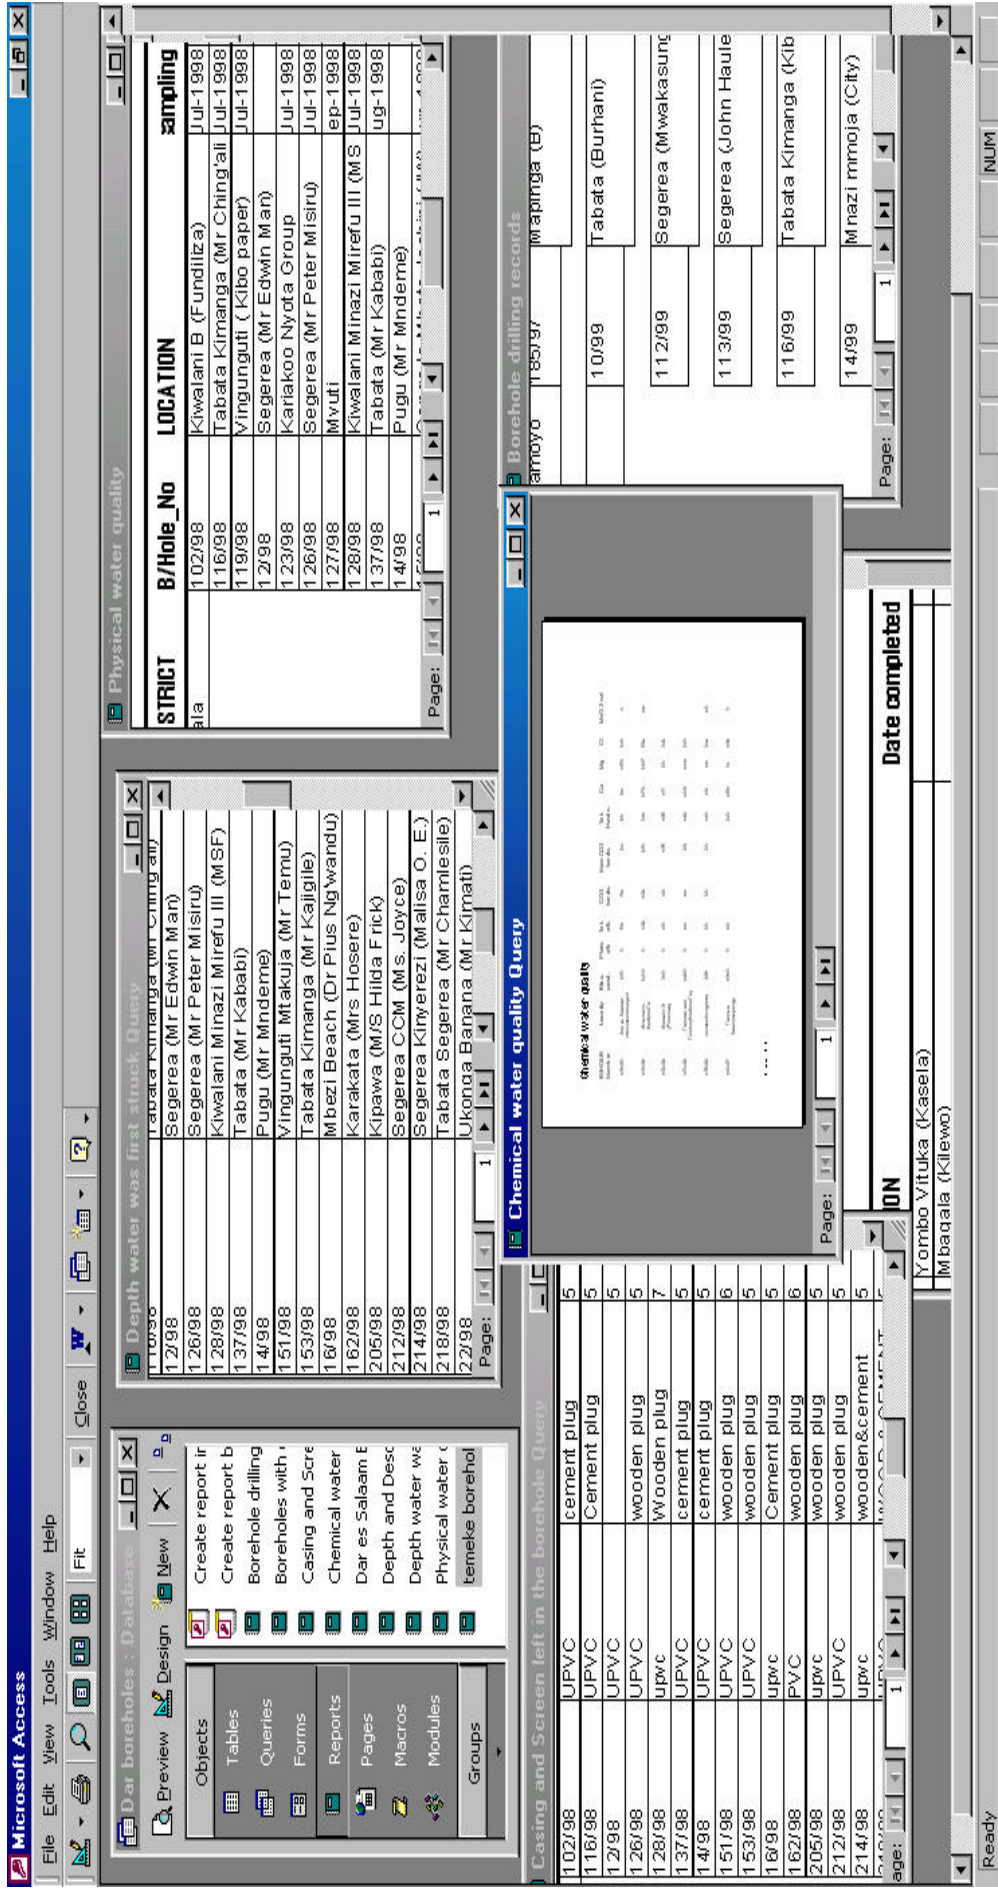 Microsoft Access
File Edit View Tools Window Help
Fit Close
Dar boreholes : Database
Preview Design New
Objects
Tables
Queries
Forms
Reports
Pages
Macros
Modules
Groups
Create report ir
Create report b
Borehole drilling
Boreholes with
Casing and Scre
Chemical water
Dar es Salaam B
Depth and Desc
Depth water wa
Physical water
temeke borehol
Depth water was first struck Query
12/98 Segerea (Mr Edwin Man)
126/98 Segerea (Mr Peter Misiru)
128/98 Kiwalani Minazi Mirefu III (MSF)
137/98 Tabata (Mr Kababi)
14/98 Pugu (Mr Mndeme)
151/98 Vingunguti Mtakuja (Mr Temu)
153/98 Tabata Kimanga (Mr Kajigile)
16/98 Mbezi Beach (Dr Pius Ng'wandu)
162/98 Karakata (Mrs Hosere)
205/98 Kipawa (M/S Hilda Frick)
212/98 Segerea CCM (Ms. Joyce)
214/98 Segerea Kinyerezi (Malisa O. E.)
218/98 Tabata Segerea (Mr Chamlesile)
22/98 Ukonga Banana (Mr Kimati)
Page: 1
Physical water quality
STRICT B/Hole_No LOCATION sampling
ala 102/98 Kiwalani B (Fundiliza) Jul-1998
116/98 Tabata Kimanga (Mr Ching'ali Jul-1998
119/98 Vingunguti ( Kibo paper) Jul-1998
12/98 Segerea (Mr Edwin Man)
123/98 Kariakoo Nyota Group Jul-1998
126/98 Segerea (Mr Peter Misiru) Jul-1998
127/98 Mvuti ep-1998
128/98 Kiwalani Minazi Mirefu III (MS Jul-1998
137/98 Tabata (Mr Kababi) ug-1998
14/98 Pugu (Mr Mndeme)
Page: 1
Casing and Screen left in the borehole Query
102/98 UPVC cement plug 5
116/98 UPVC Cement plug 5
12/98 UPVC 5
126/98 UPVC wooden plug 5
128/98 upvc Wooden plug 7
137/98 UPVC cement plug 5
14/98 UPVC cement plug 5
151/98 UPVC wooden plug 6
153/98 UPVC wooden plug 5
16/98 upvc Cement plug 5
162/98 PVC wooden plug 6
205/98 upvc wooden plug 5
212/98 UPVC wooden plug 5
214/98 upvc wooden&cement 5
age: 1
Chemical water quality Query
Chemical water quality
Page: 1
Borehole drilling records
amoyo 185/97 Mapinga (B)
10/99 Tabata (Burhani)
112/99 Segerea (Mwakasung
113/99 Segerea (John Haule
116/99 Tabata Kimanga (Kib
14/99 Mnazi mmoja (City)
Page: 1
ION Date completed
Yombo Vituka (Kasela)
Mbagala (Kilewo)
Ready NUM